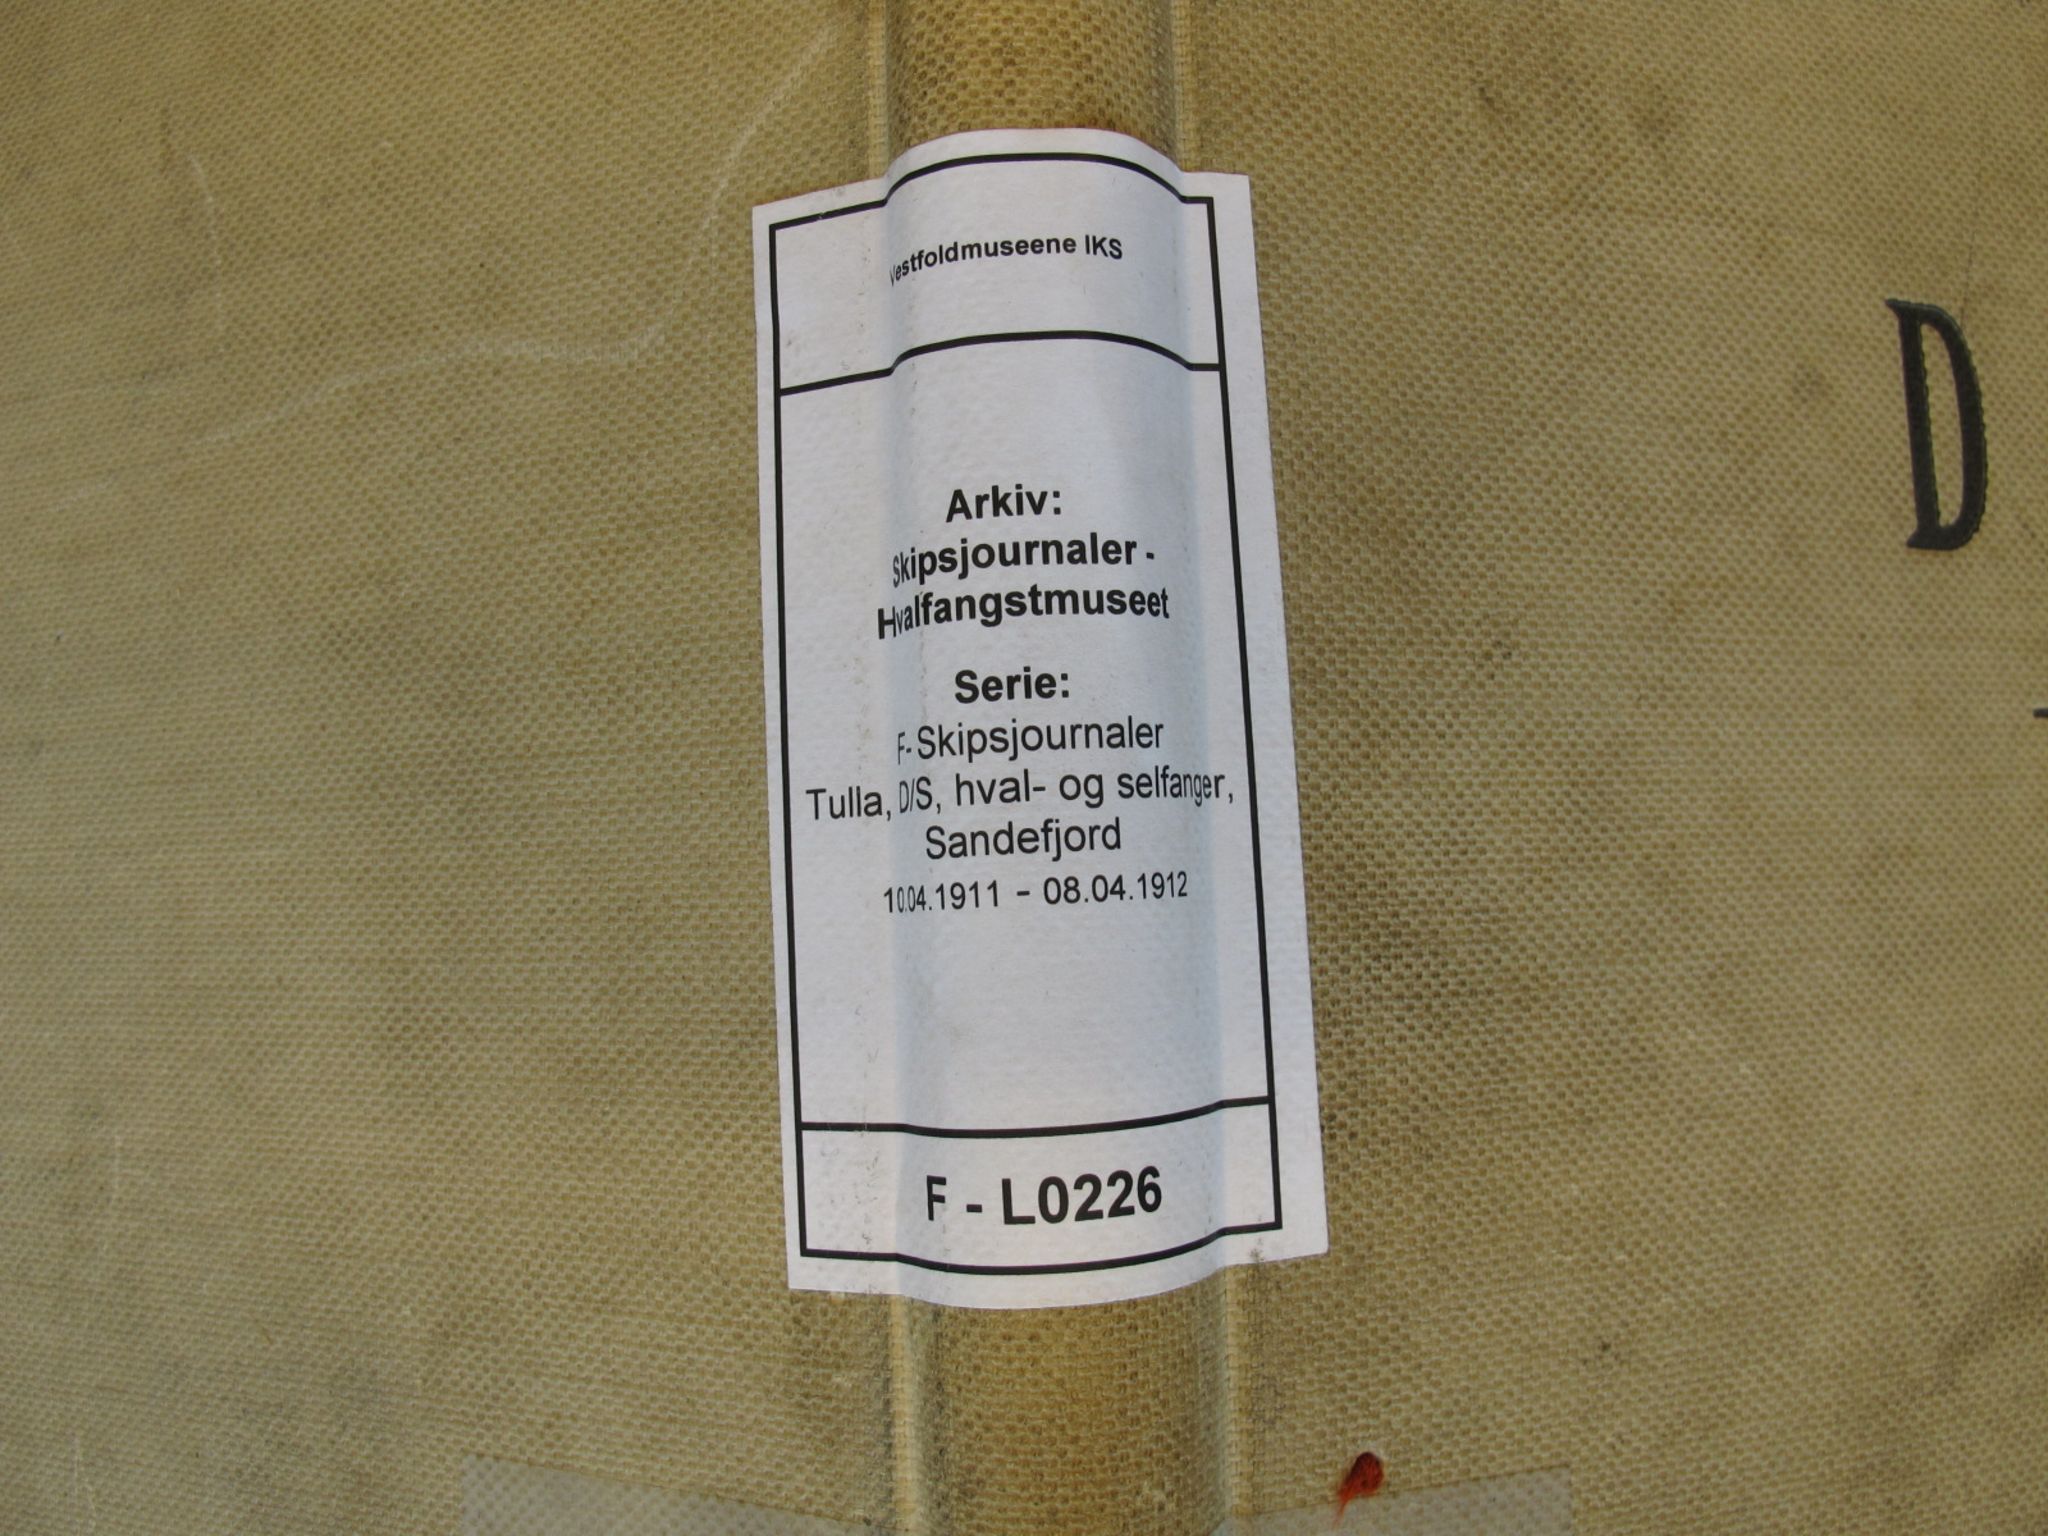 Vestfoldmuseene IKS
Arkiv:
Skipsjournaler -
Hvalfangstmuseet
Serie:
F- Skipsjournaler
Tulla, D/S, hval- og selfanger,
Sandefjord
10.04.1911 - 08.04.1912
F - L0226
D